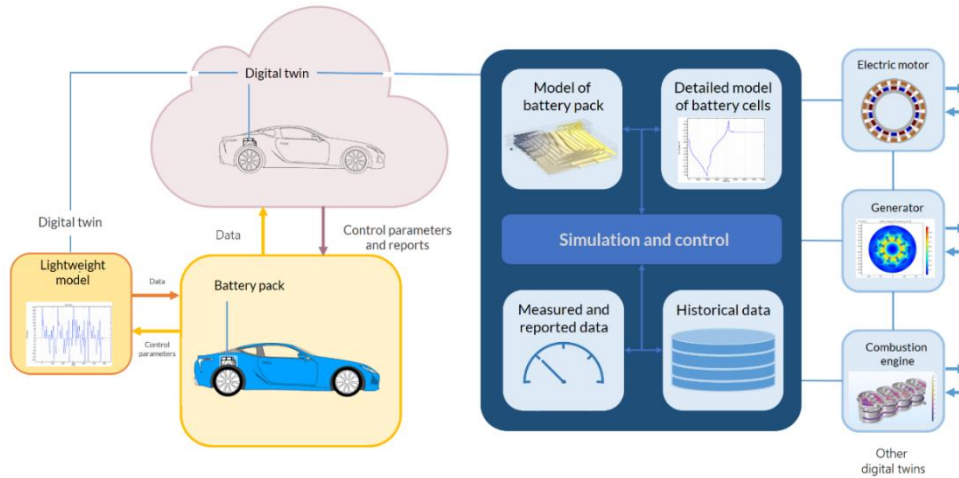 Digital twin
Digital twin
Data
Control parameters
and reports
Lightweight
model
Data
Control
parameters
Battery pack
Model of
battery pack
Detailed model
of battery cells
Simulation and control
Measured and
reported data
Historical data
Electric motor
Generator
Combustion
engine
Other
digital twins